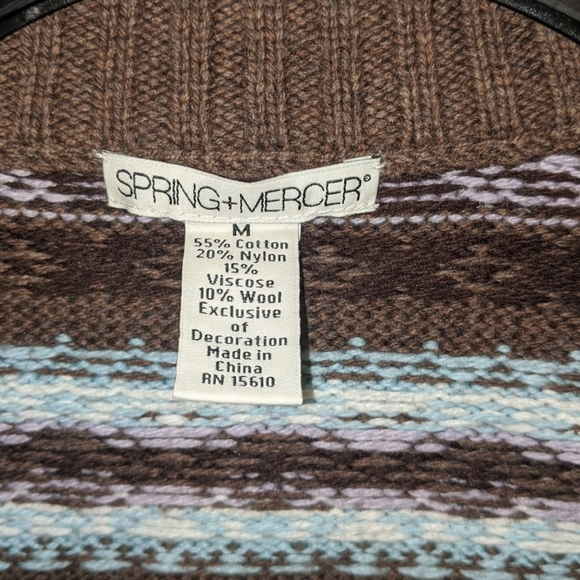 SPRING+MERCER®
M
55% Cotton
20% Nylon
15%
Viscose
10% Wool
Exclusive
of
Decoration
Made in
China
RN 15610